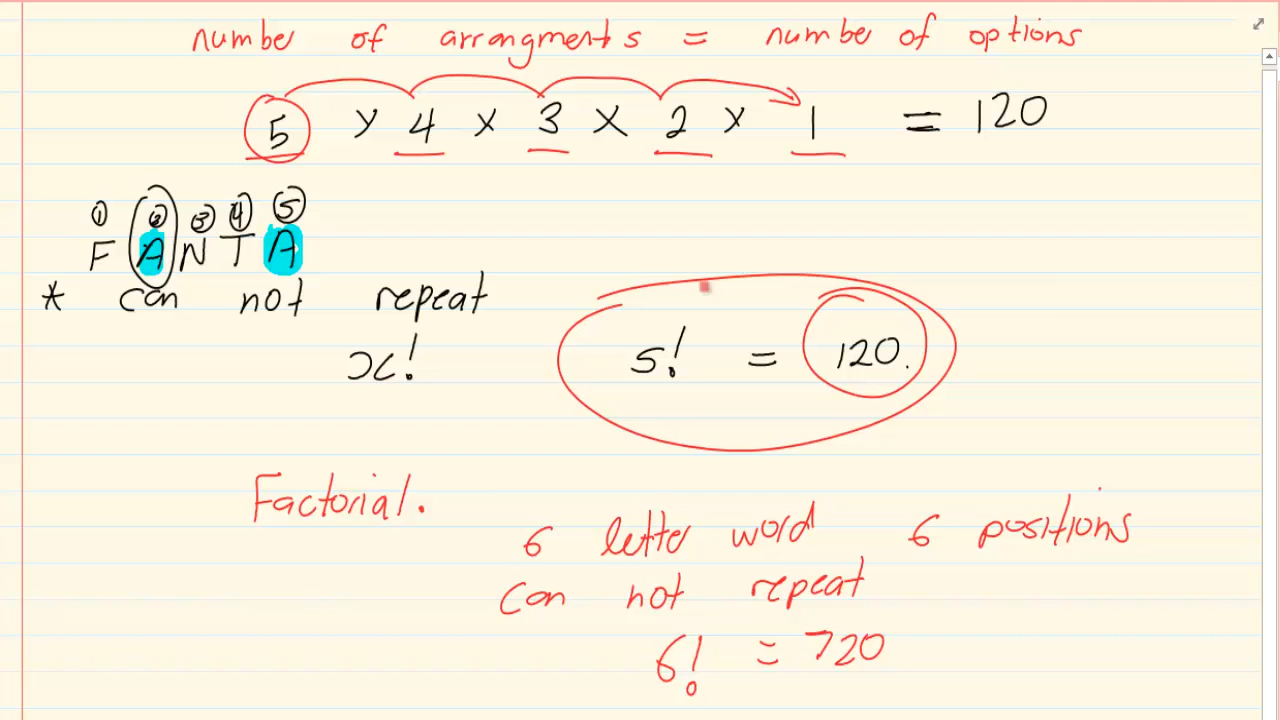 number of arrangments = number of options
5 x 4 x 3 x 2 x 1 = 120
1 2 3 4 5
F A N T A
* can not repeat
x!
5! = 120.
Factorial.
6 letter word 6 positions
can not repeat
6! = 720